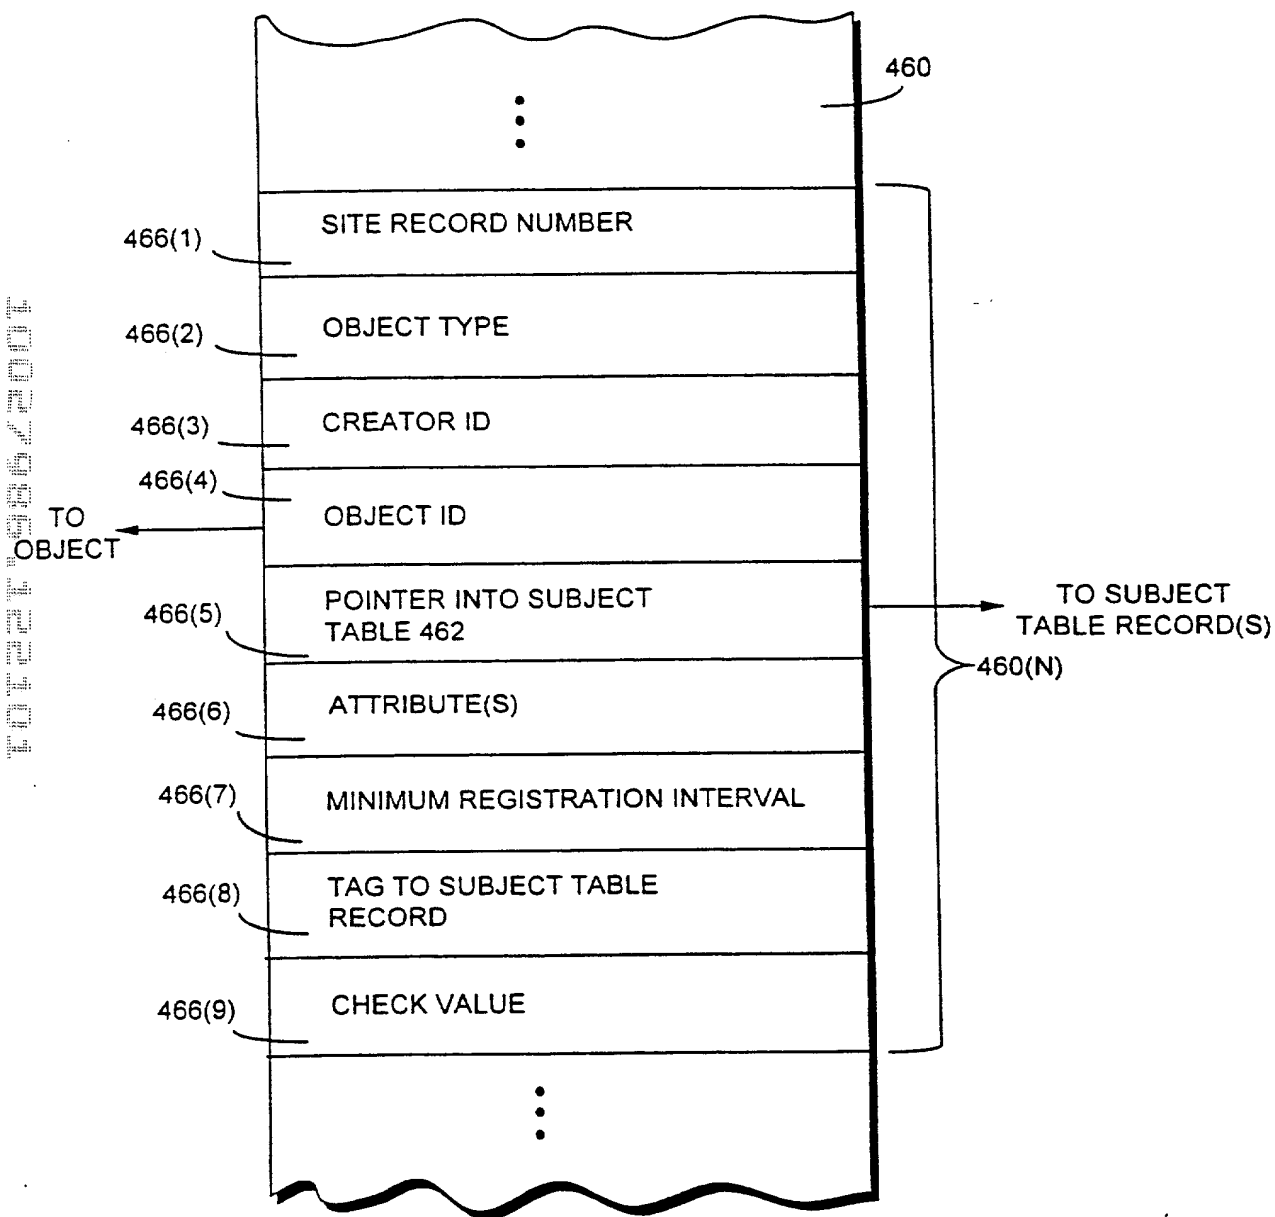 460
SITE RECORD NUMBER
466(1)
OBJECT TYPE
466(2)
CREATOR ID
466(3)
466(4)
OBJECT ID
TO
OBJECT
POINTER INTO SUBJECT
TABLE 462
466(5)
TO SUBJECT
TABLE RECORD(S)
460(N)
ATTRIBUTE(S)
466(6)
MINIMUM REGISTRATION INTERVAL
466(7)
TAG TO SUBJECT TABLE
RECORD
466(8)
CHECK VALUE
466(9)